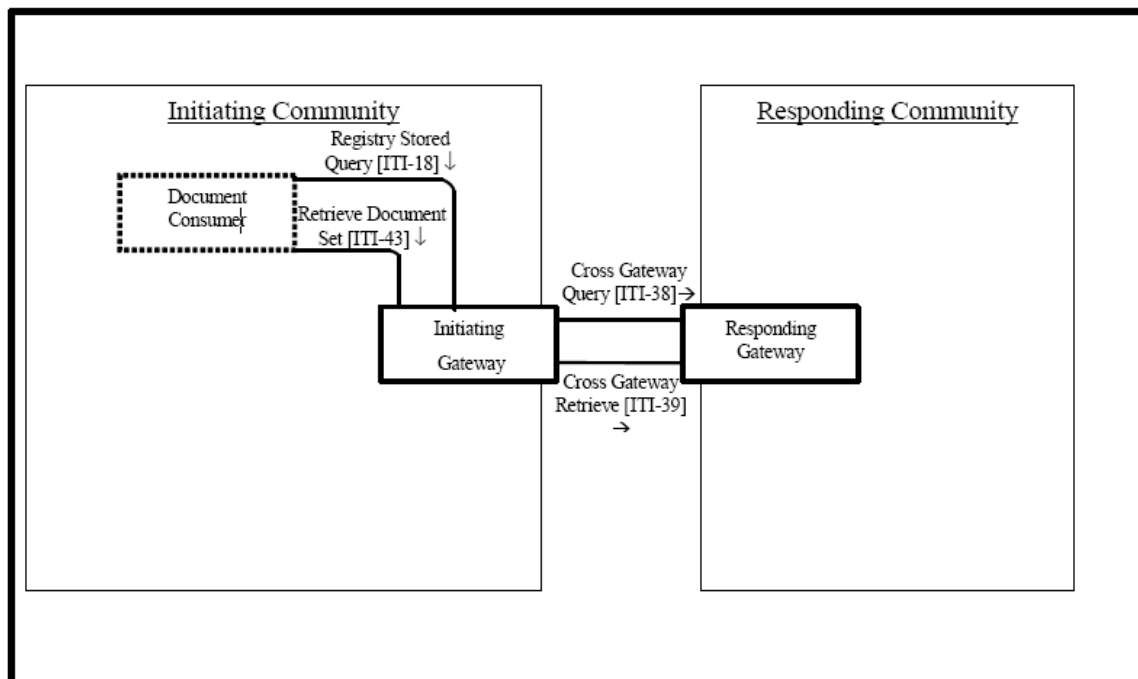 Initiating Community
Responding Community
Registry Stored
Query [ITI-18] ↓
Document
Consumer
Retrieve Document
Set [ITI-43] ↓
Cross Gateway
Query [ITI-38]→
Initiating
Gateway
Responding
Gateway
Cross Gateway
Retrieve [ITI-39]
→